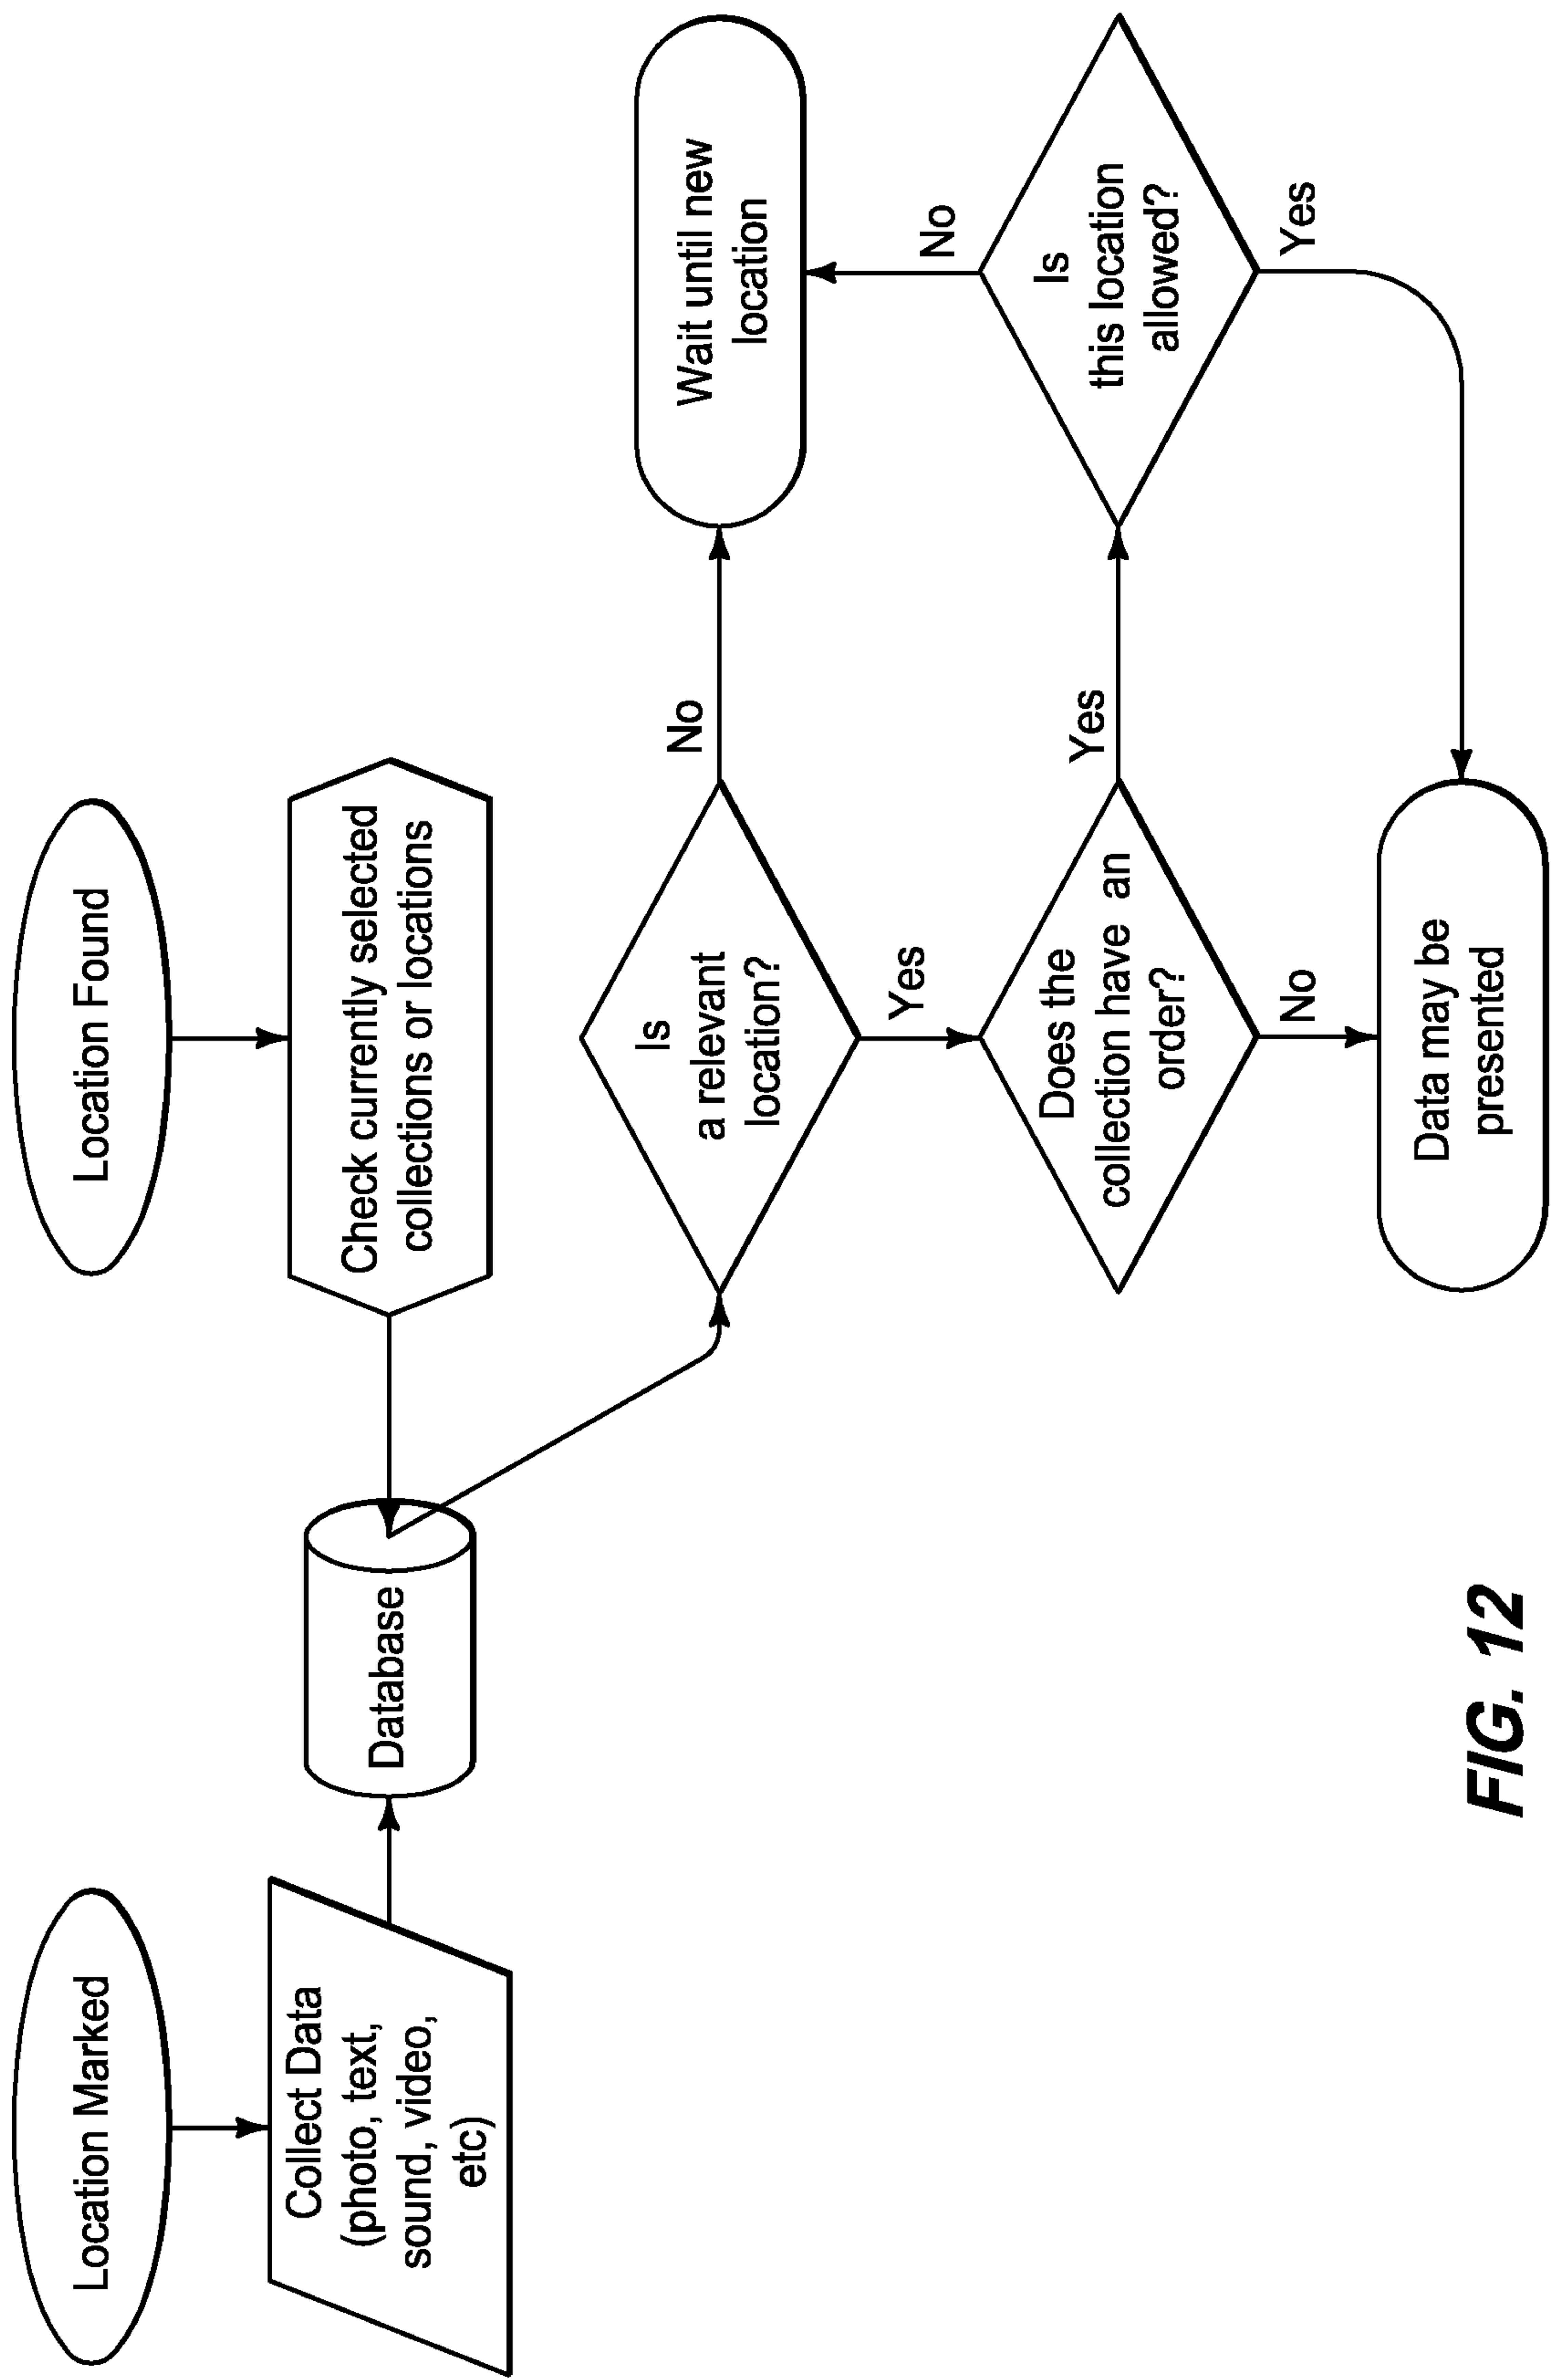 Location Marked
Collect Data
(photo, text,
sound, video,
etc)
Database
Location Found
Check currently selected
collections or locations
Is
a relevant
location?
No
Wait until new
location
Yes
Does the
collection have an
order?
Yes
Is
this location
allowed?
No
Yes
No
Data may be
presented
FIG. 12